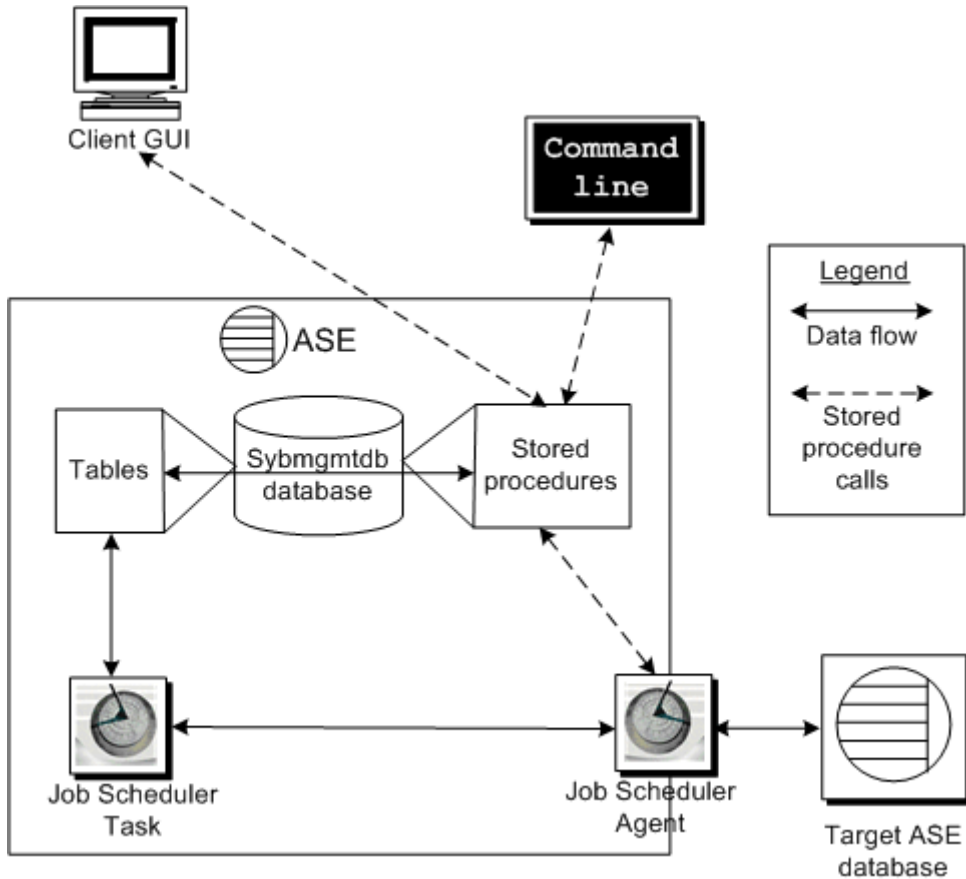 Client GUI
Command
line
Legend
Data flow
Stored
procedure
calls
ASE
Tables
Sybmgmtdb
database
Stored
procedures
Job Scheduler
Task
Job Scheduler
Agent
Target ASE
database